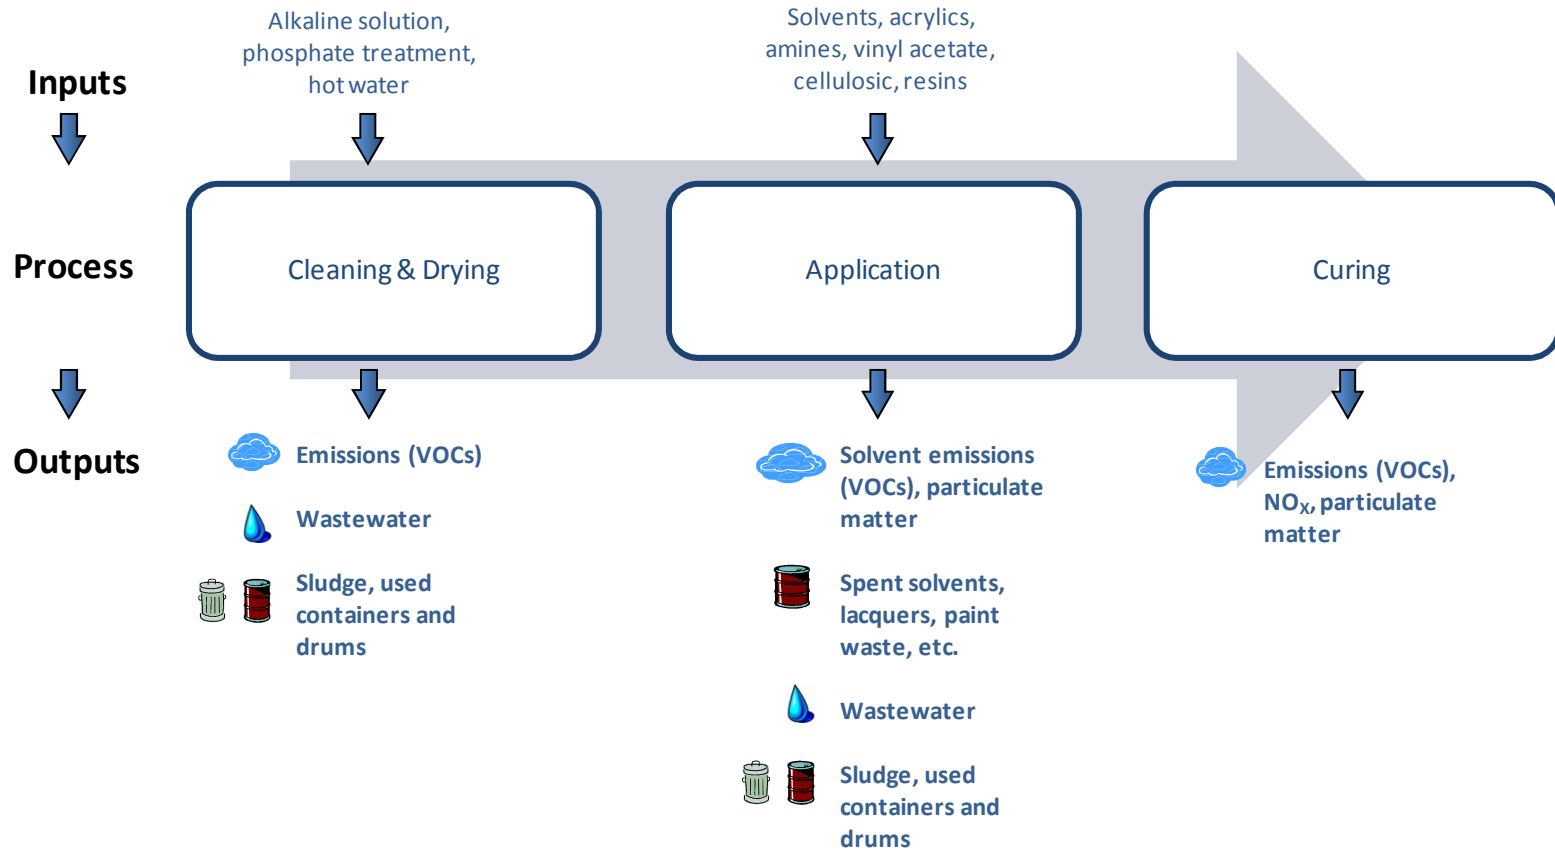 Inputs
Alkaline solution,
phosphate treatment,
hot water
Solvents, acrylics,
amines, vinyl acetate,
cellulosic, resins
Process
Cleaning & Drying
Application
Curing
Outputs
Emissions (VOCs)
Wastewater
Sludge, used
containers and
drums
Solvent emissions
(VOCs), particulate
matter
Spent solvents,
lacquers, paint
waste, etc.
Wastewater
Sludge, used
containers and
drums
Emissions (VOCs),
NOX, particulate
matter